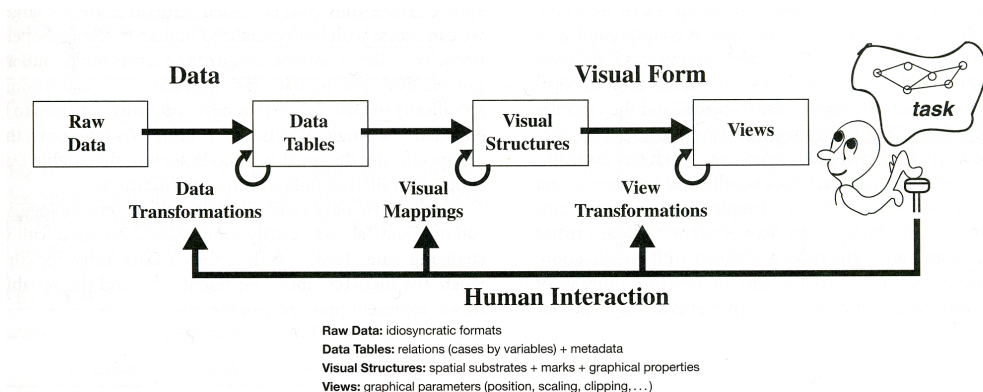 Data
Visual Form
task
Raw
Data
Data
Tables
Visual
Structures
Views
Data
Transformations
Visual
Mappings
View
Transformations
Human Interaction
Raw Data: idiosyncratic formats
Data Tables: relations (cases by variables) + metadata
Visual Structures: spatial substrates + marks + graphical properties
Views: graphical parameters (position, scaling, clipping, . . . )